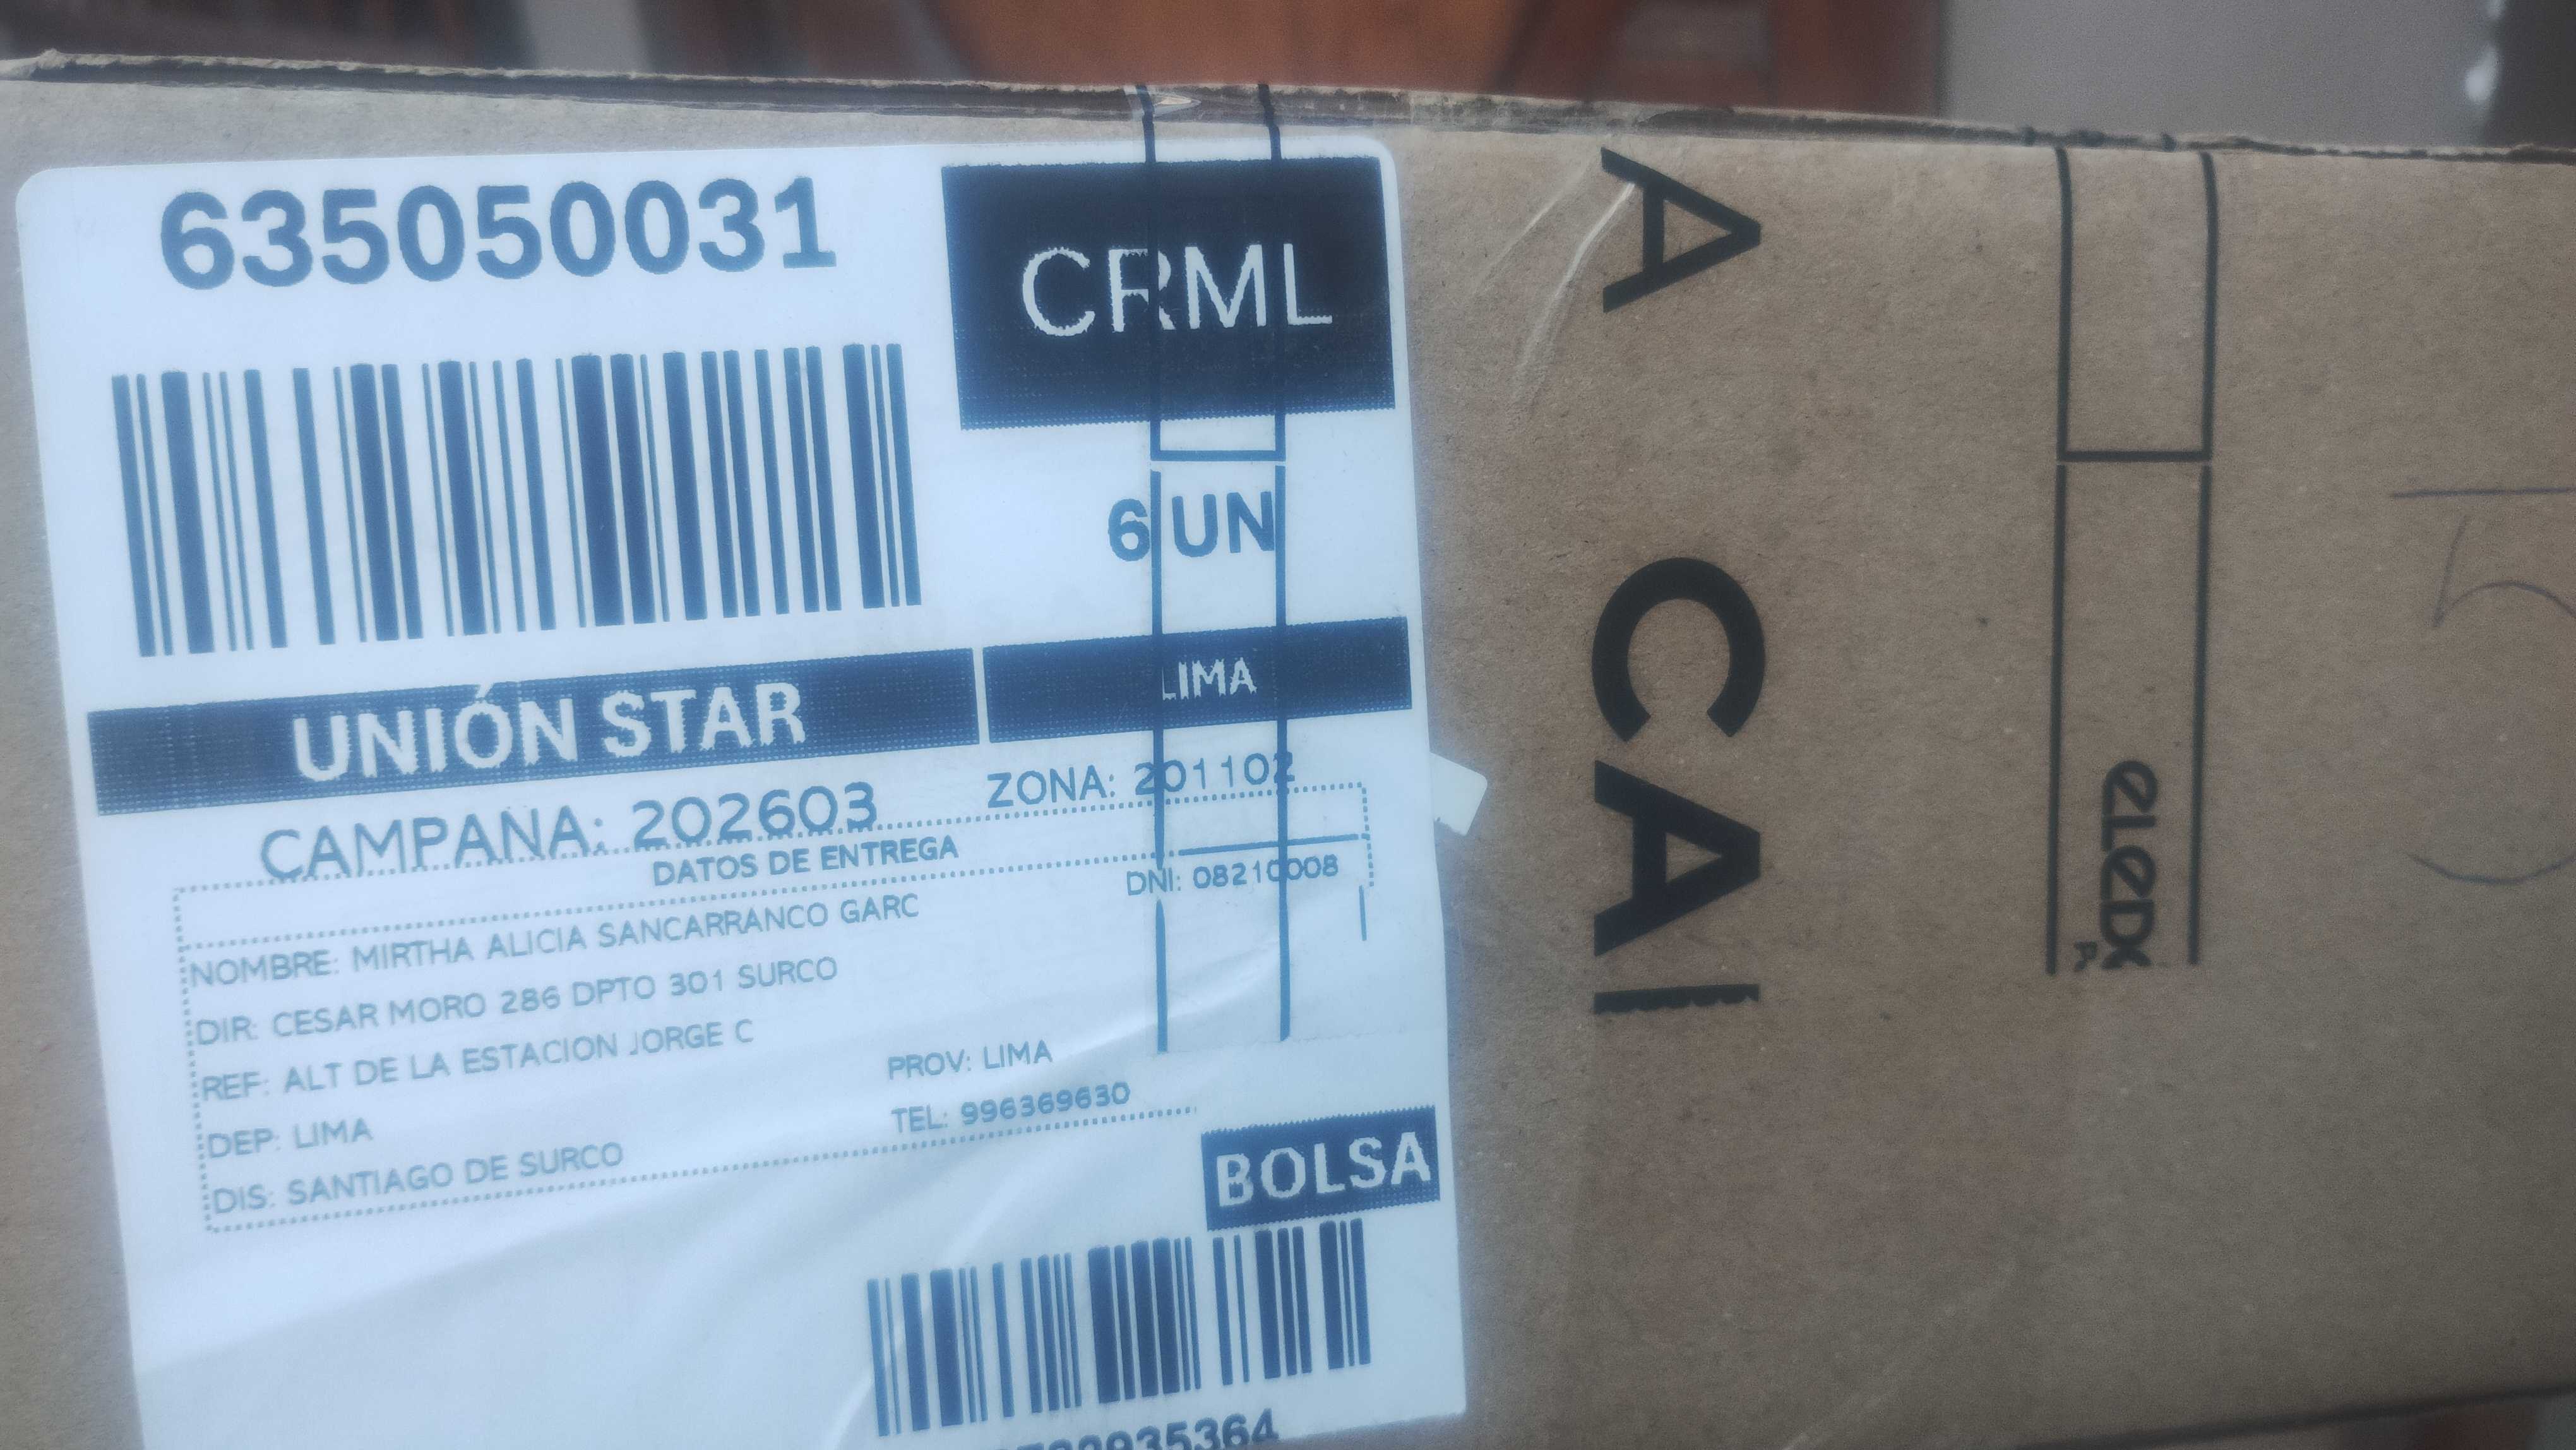 635050031
CRML
6 UN
UNIÓN STAR
LIMA
CAMPAÑA: 202603
ZONA: 201102
DATOS DE ENTREGA
DNI: 08210008
NOMBRE: MIRTHA ALICIA SANCARRANCO GARC
DIR: CESAR MORO 286 DPTO 301 SURCO
REF: ALT DE LA ESTACION JORGE C
DEP: LIMA
PROV: LIMA
DIS: SANTIAGO DE SURCO
TEL: 996369630
BOLSA
935364
A
CA